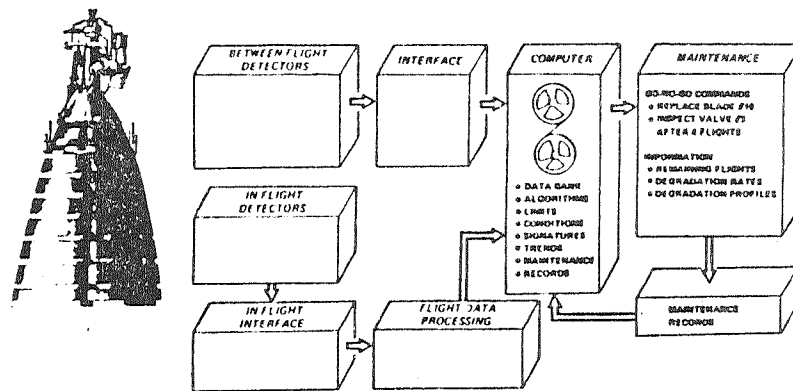 BETWEEN FLIGHT
DETECTORS
INTERFACE
COMPUTER
DATA BANK
ALGORITHMS
LIMITS
CONDITIONS
SIGNATURES
TRENDS
MAINTENANCE
RECORDS
MAINTENANCE
GO-NO-GO COMMANDS
REPLACE BLADE
INSPECT VALVE
AFTER FLIGHTS
INFORMATION
REMAINING FLIGHTS
DEGRADATION RATES
DEGRADATION PROFILES
IN FLIGHT
DETECTORS
IN FLIGHT
INTERFACE
FLIGHT DATA
PROCESSING
MAINTENANCE
RECORDS